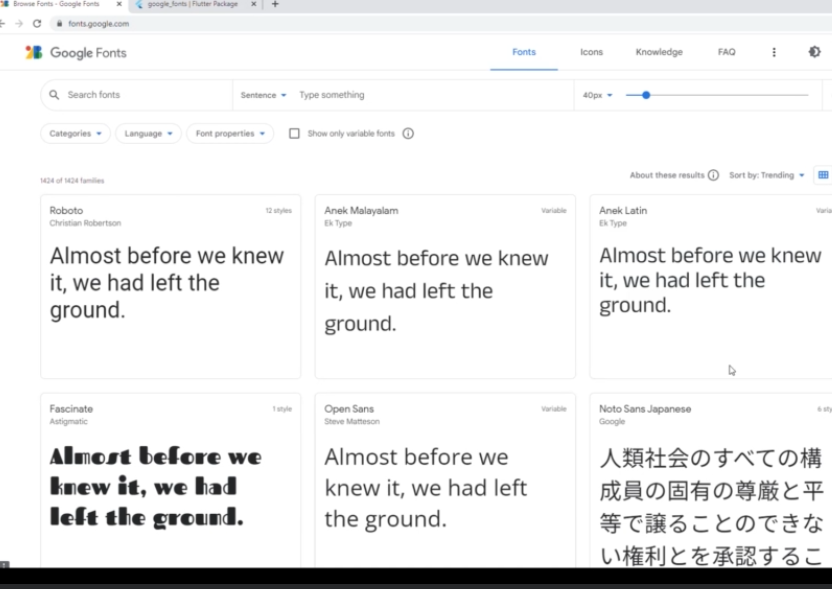 Browse Fonts - Google Fonts
google_fonts | Flutter Package
fonts.google.com
Google Fonts
Fonts
Icons
Knowledge
FAQ
Search fonts
Sentence
Type something
40px
Categories
Language
Font properties
Show only variable fonts
1424 of 1424 families
About these results
Sort by: Trending
Roboto
12 styles
Christian Robertson
Almost before we knew
it, we had left the
ground.
Anek Malayalam
Variable
Ek Type
Almost before we knew
it, we had left the
ground.
Anek Latin
Ek Type
Almost before we knew
it, we had left the
ground.
Fascinate
1 style
Astigmatic
Almost before we
knew it, we had
left the ground.
Open Sans
Variable
Steve Matteson
Almost before we
knew it, we had left
the ground.
Noto Sans Japanese
6 sty
Google
人類社会のすべての構
成員の固有の尊厳と平
等で譲ることのできな
い権利とを承認するこ